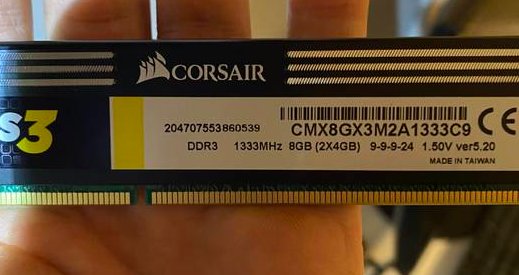 CORSAIR
S3
204707553860539 CMX8GX3M2A1333C9 CE
DDR3 1333MHz 8GB (2X4GB) 9-9-9-24 1.50V ver5.20
MADE IN TAIWAN